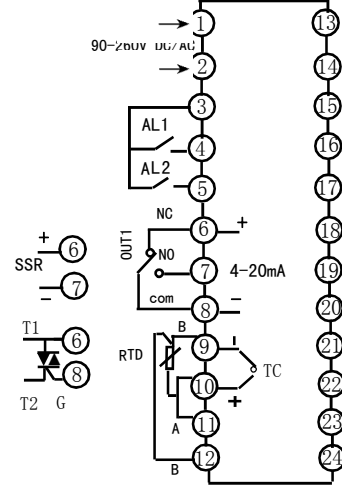 1 13
90-260V DC/AC
2 14
3 15
AL1
4 16
AL2
5 17
NC
6 + 18
OUT1
NO
7 4-20mA 19
com
8 - 20
+
6
SSR
7
-
T1
6
8
T2 G
B
9 - 21
RTD
TC
10 22
+
A
11 23
B
12 24